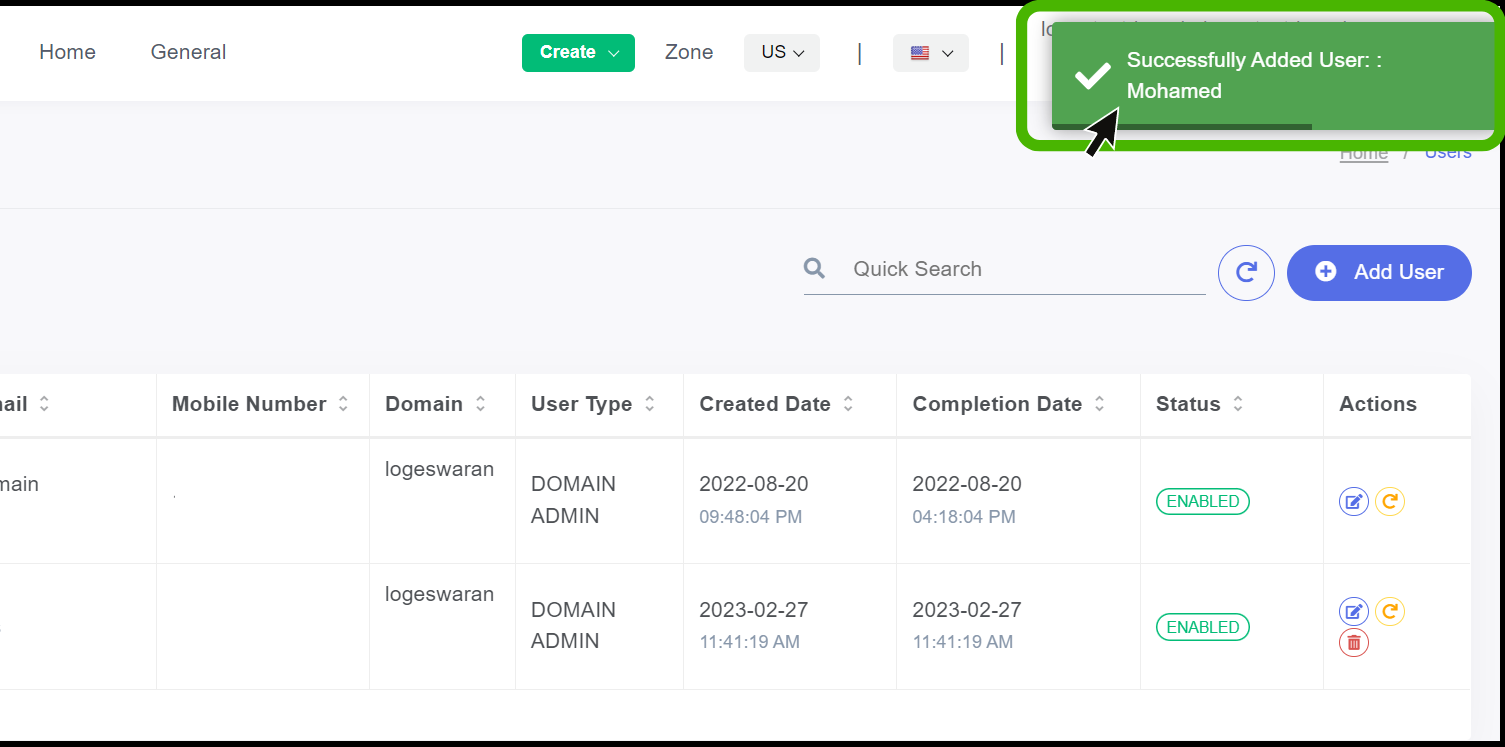 Home General Create Zone US | |
Successfully Added User: :
Mohamed
Home / Users
Quick Search Add User
Mobile Number Domain User Type Created Date Completion Date Status Actions
logeswaran
DOMAIN 2022-08-20 2022-08-20
ADMIN 09:48:04 PM 04:18:04 PM ENABLED
logeswaran
DOMAIN 2023-02-27 2023-02-27
ADMIN 11:41:19 AM 11:41:19 AM ENABLED